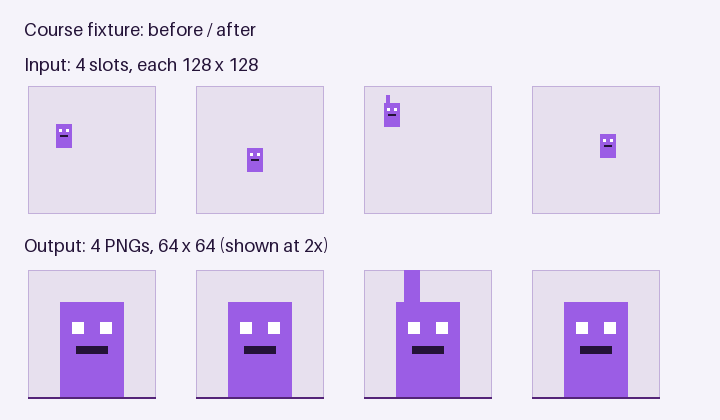 Course fixture: before / after
Input: 4 slots, each 128 x 128
Output: 4 PNGs, 64 x 64 (shown at 2x)